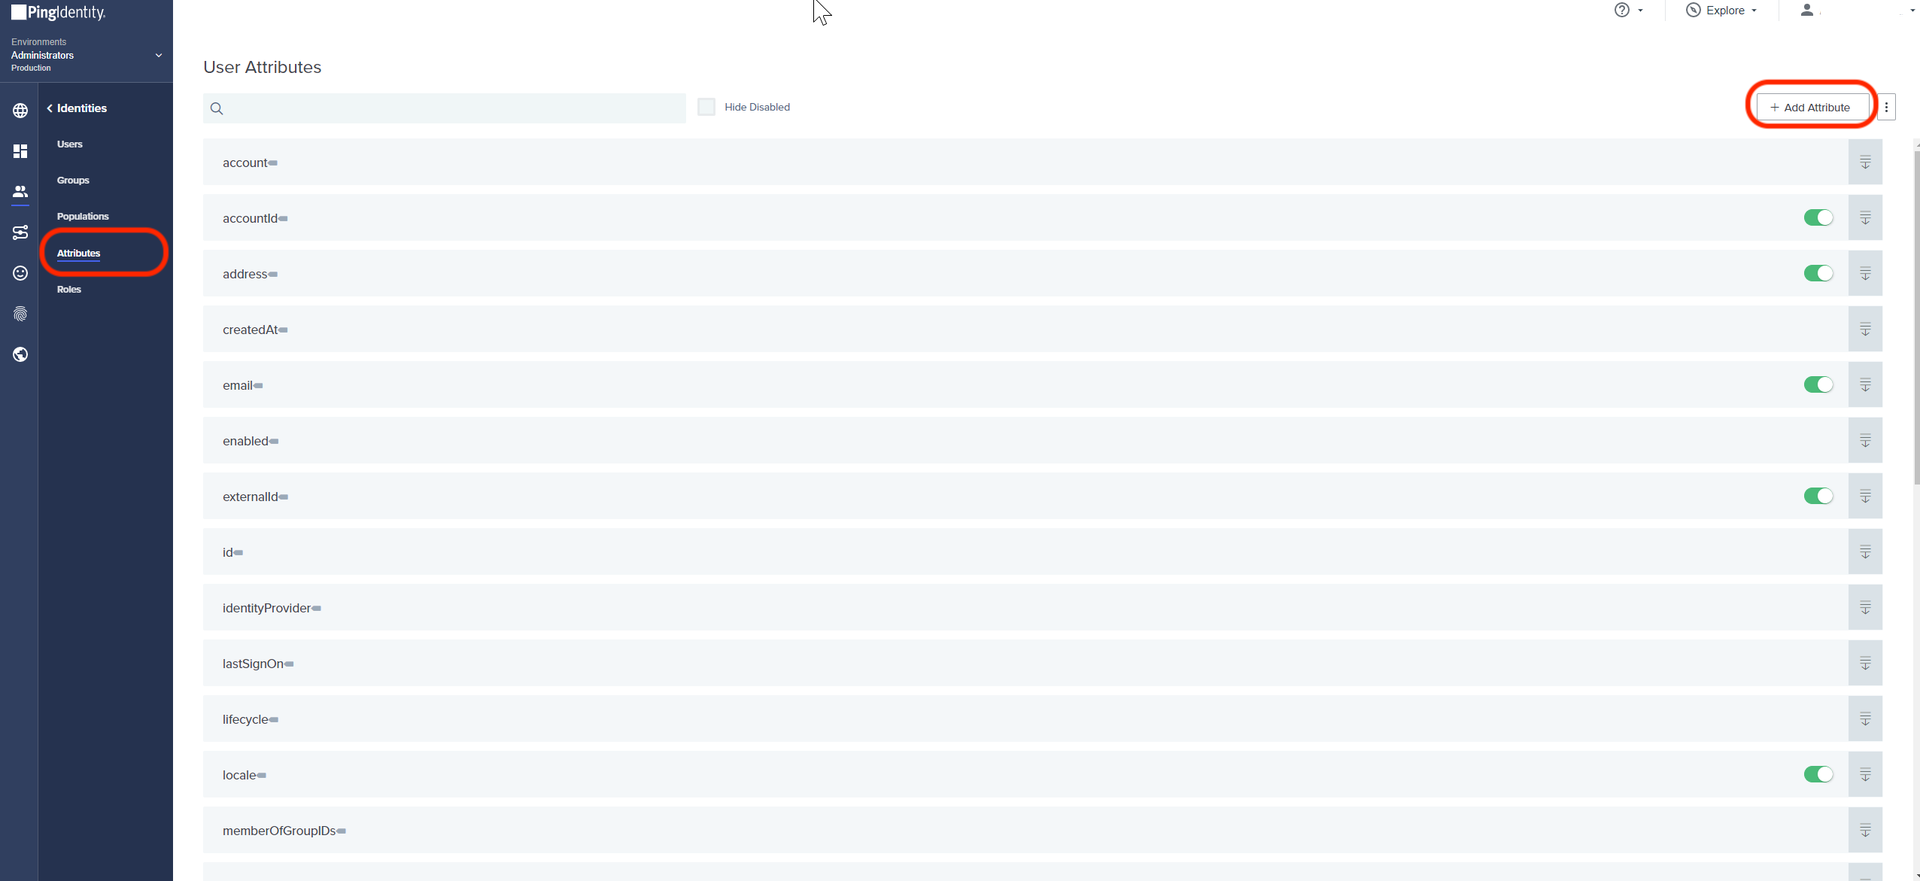 PingIdentity.
Environments
Administrators
Production
Explore
Identities
Users
Groups
Populations
Attributes
Roles
User Attributes
Hide Disabled
+ Add Attribute
account
accountId
address
createdAt
email
enabled
externalId
id
identityProvider
lastSignOn
lifecycle
locale
memberOfGroupIDs